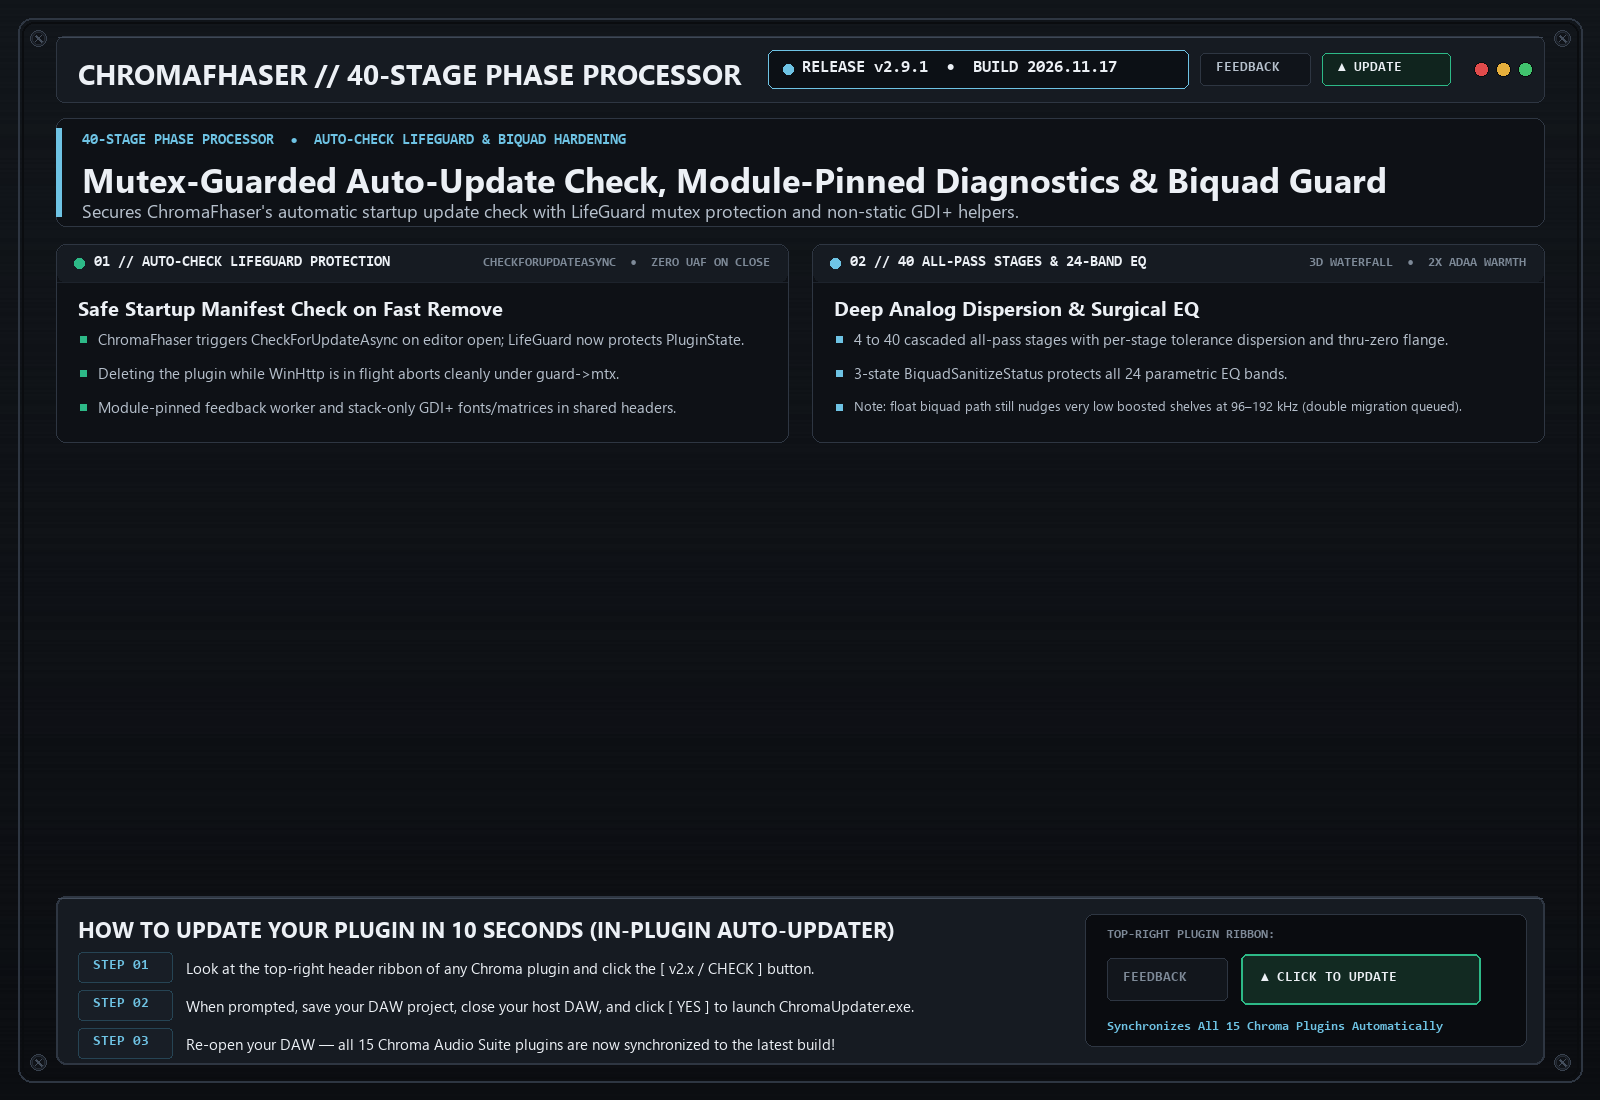 CHROMAFHASER // 40-STAGE PHASE PROCESSOR
RELEASE v2.9.1 • BUILD 2026.11.17
FEEDBACK
▲ UPDATE
40-STAGE PHASE PROCESSOR • AUTO-CHECK LIFEGUARD & BIQUAD HARDENING
Mutex-Guarded Auto-Update Check, Module-Pinned Diagnostics & Biquad Guard
Secures ChromaFhaser's automatic startup update check with LifeGuard mutex protection and non-static GDI+ helpers.
01 // AUTO-CHECK LIFEGUARD PROTECTION
CHECKFORUPDATEASYNC • ZERO UAF ON CLOSE
Safe Startup Manifest Check on Fast Remove
ChromaFhaser triggers CheckForUpdateAsync on editor open; LifeGuard now protects PluginState.
Deleting the plugin while WinHttp is in flight aborts cleanly under guard->mtx.
Module-pinned feedback worker and stack-only GDI+ fonts/matrices in shared headers.
02 // 40 ALL-PASS STAGES & 24-BAND EQ
3D WATERFALL • 2X ADAA WARMTH
Deep Analog Dispersion & Surgical EQ
4 to 40 cascaded all-pass stages with per-stage tolerance dispersion and thru-zero flange.
3-state BiquadSanitizeStatus protects all 24 parametric EQ bands.
Note: float biquad path still nudges very low boosted shelves at 96–192 kHz (double migration queued).
HOW TO UPDATE YOUR PLUGIN IN 10 SECONDS (IN-PLUGIN AUTO-UPDATER)
STEP 01
Look at the top-right header ribbon of any Chroma plugin and click the [ v2.x / CHECK ] button.
STEP 02
When prompted, save your DAW project, close your host DAW, and click [ YES ] to launch ChromaUpdater.exe.
STEP 03
Re-open your DAW — all 15 Chroma Audio Suite plugins are now synchronized to the latest build!
TOP-RIGHT PLUGIN RIBBON:
FEEDBACK
▲ CLICK TO UPDATE
Synchronizes All 15 Chroma Plugins Automatically